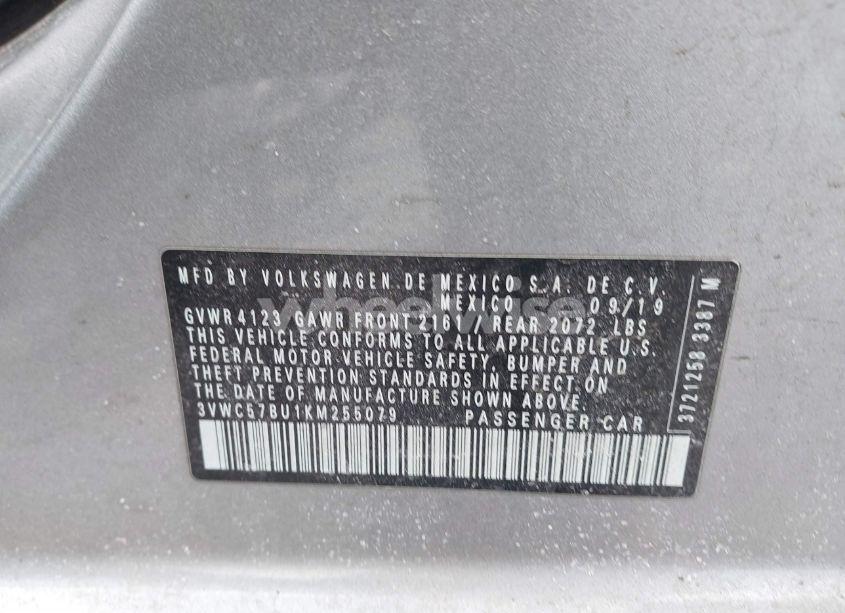 MFD BY VOLKSWAGEN DE MEXICO S.A. DE C.V.
MEXICO 09/19
GVWR 4123 GAWR FRONT 2161 REAR 2072 LBS
THIS VEHICLE CONFORMS TO ALL APPLICABLE U.S.
FEDERAL MOTOR VEHICLE SAFETY, BUMPER AND
THEFT PREVENTION STANDARDS IN EFFECT ON
THE DATE OF MANUFACTURE SHOWN ABOVE.
3VWC57BU1KM255079 PASSENGER CAR
3721258 3387 M
wheelwise